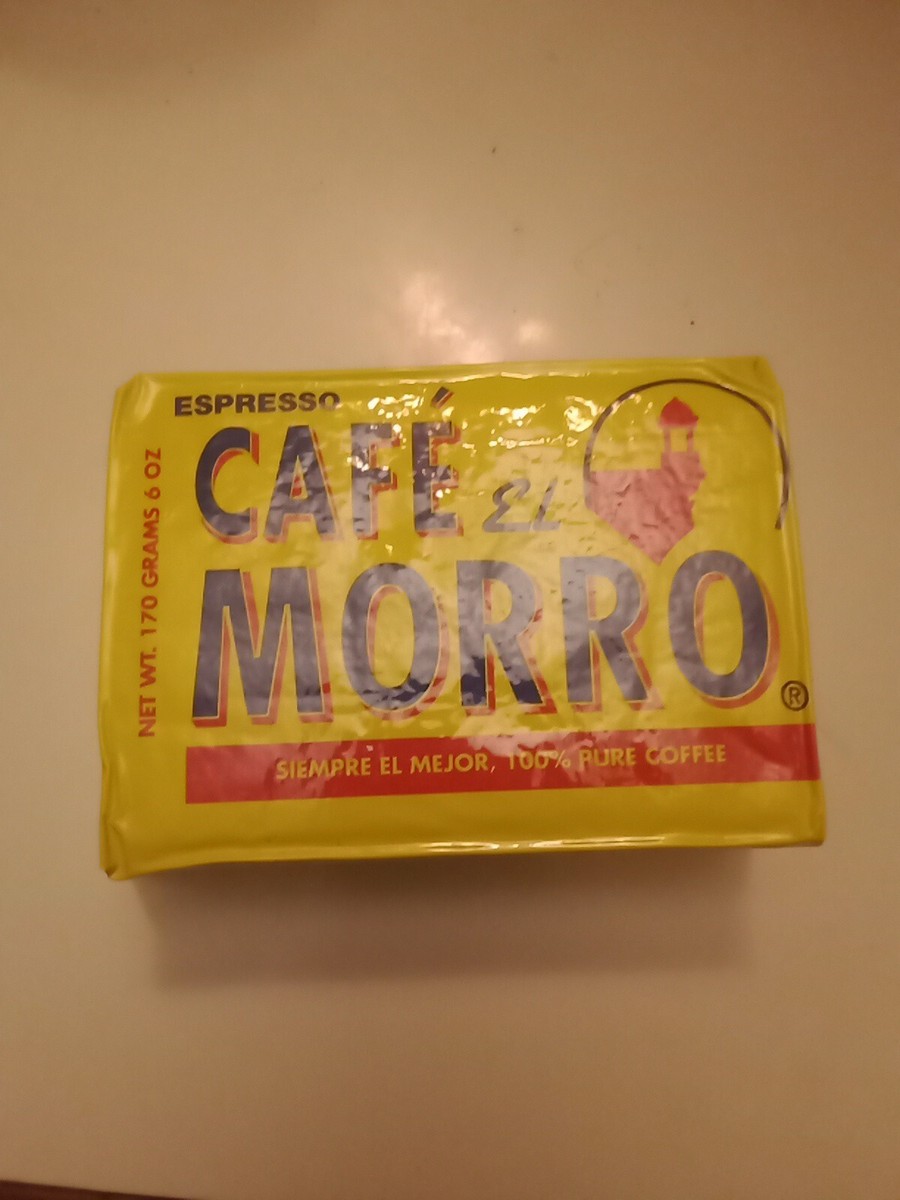 ESPRESSO
CAFÉ EL
MORRO
®
SIEMPRE EL MEJOR, 100% PURE COFFEE
NET WT. 170 GRAMS 6 OZ